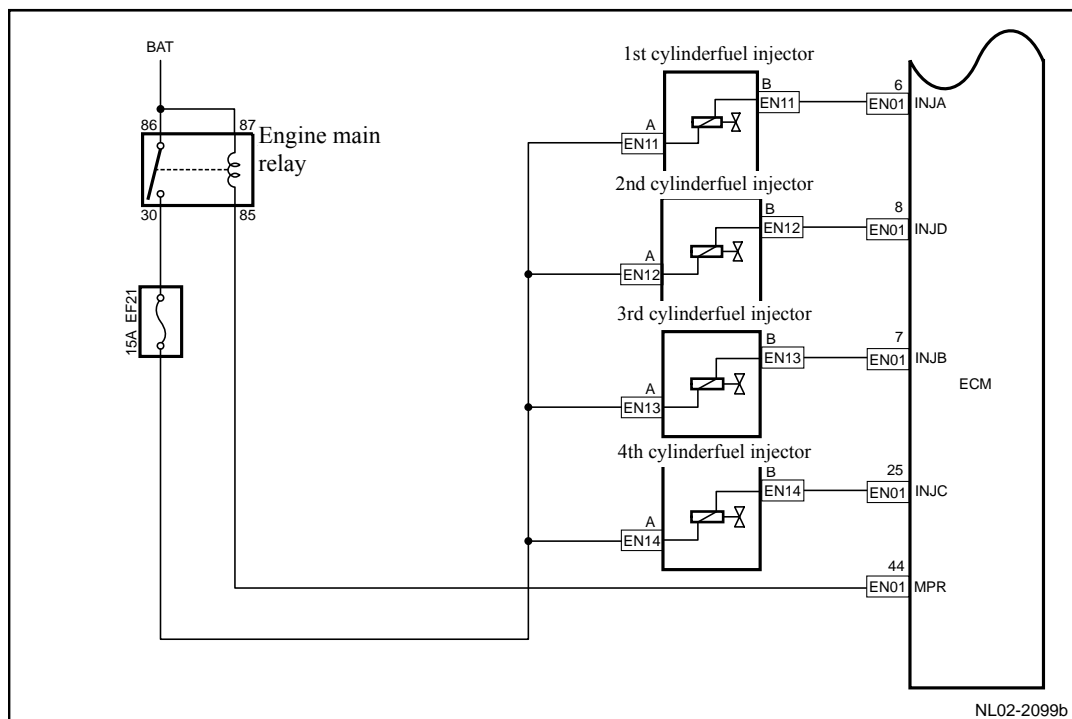 BAT
86 87
Engine main
relay
30 85
15A EF21
1st cylinderfuel injector
A
EN11
B
EN11
6
EN01 INJA
2nd cylinderfuel injector
A
EN12
B
EN12
8
EN01 INJD
3rd cylinderfuel injector
A
EN13
B
EN13
7
EN01 INJB
ECM
4th cylinderfuel injector
A
EN14
B
EN14
25
EN01 INJC
44
EN01 MPR
NL02-2099b